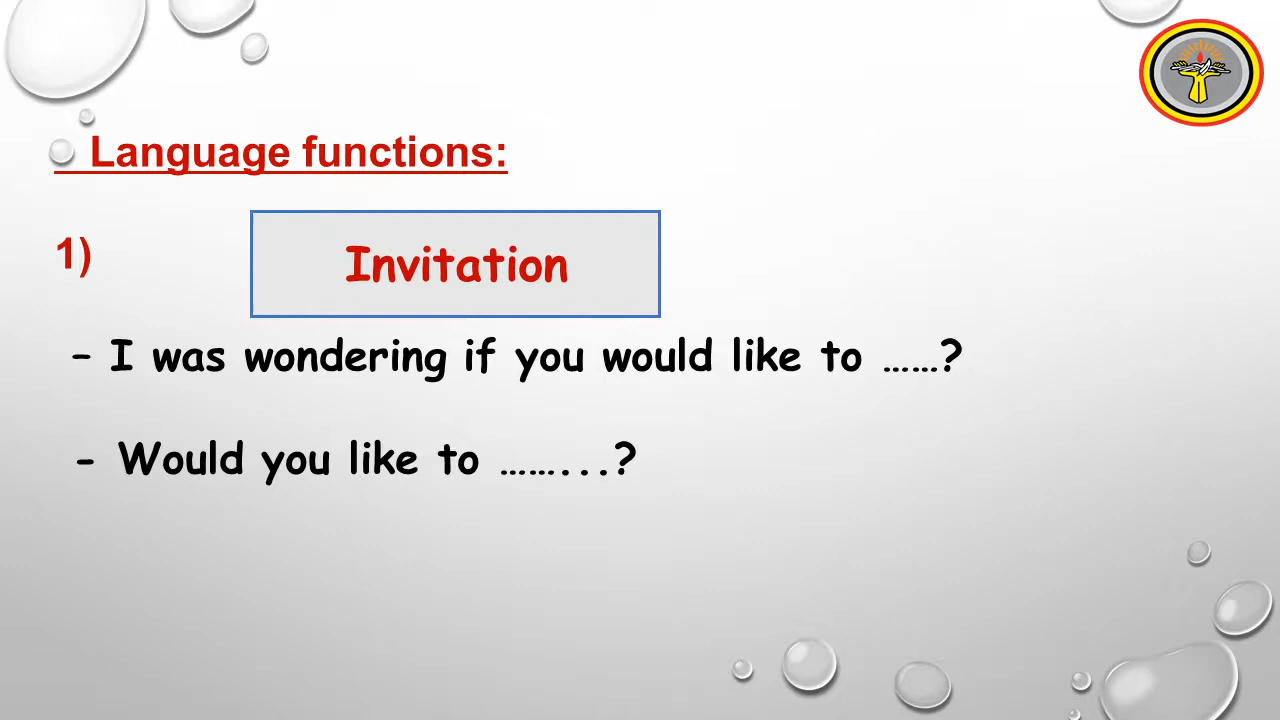 Language functions:
1)
Invitation
– I was wondering if you would like to ……?
- Would you like to ……...?